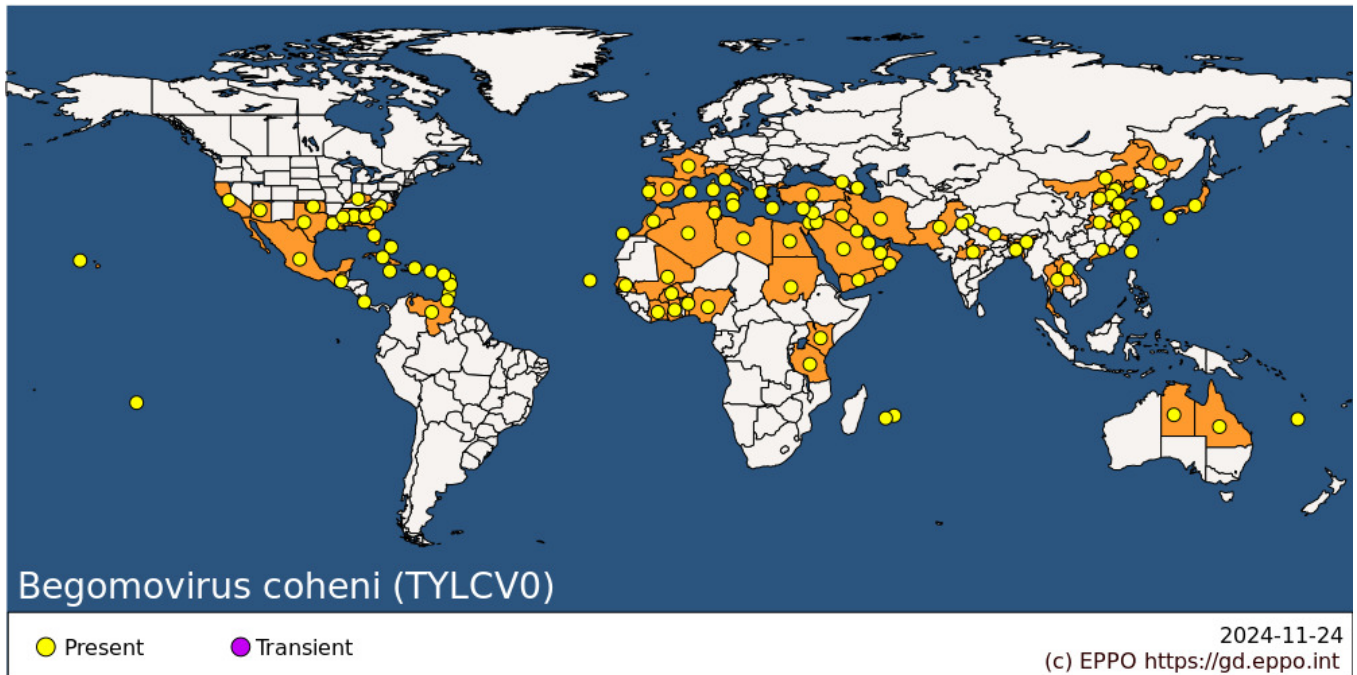 Begomovirus coheni (TYLCV0)
Present
Transient
2024-11-24
(c) EPPO https://gd.eppo.int